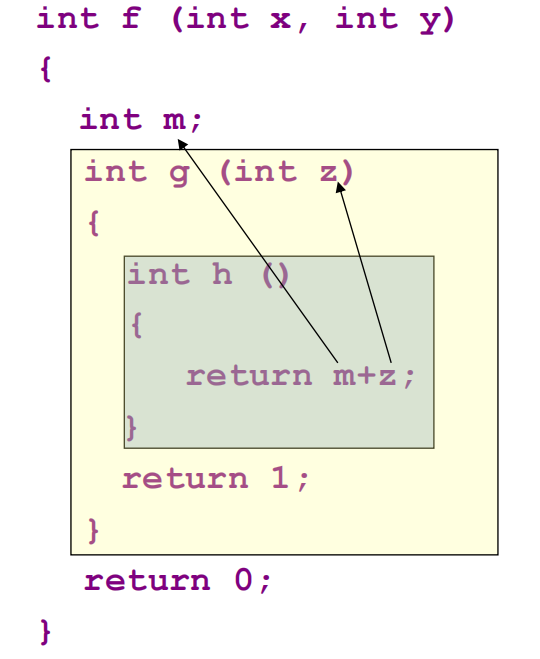 int f (int x, int y)
{
int m;
int g (int z)
{
int h ()
{
return m+z;
}
return 1;
}
return 0;
}